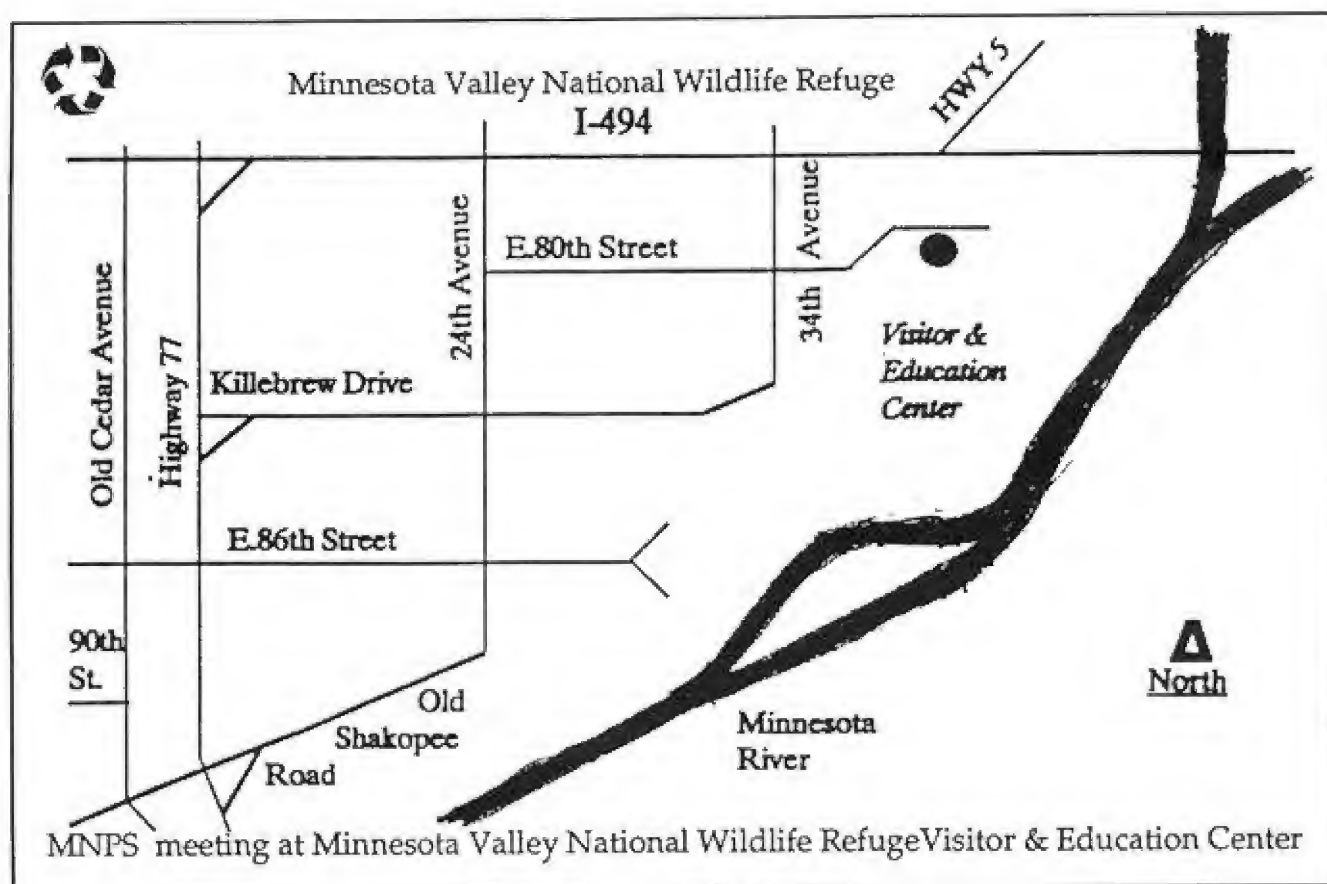 Minnesota Valley National Wildlife Refuge
I-494
HWY 5
Old Cedar Avenue
Highway 77
24th Avenue
34th Avenue
E.80th Street
Visitor &
Education
Center
Killebrew Drive
E.86th Street
90th
St.
Old
Shakopee
Road
Minnesota
River
North
MNPS meeting at Minnesota Valley National Wildlife RefugeVisitor & Education Center